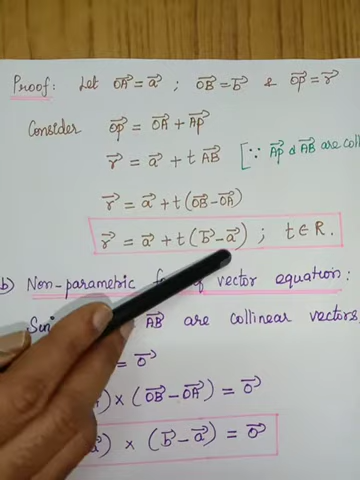 Proof: Let OA⃗ = a⃗ ; OB⃗ = b⃗ & OP⃗ = r⃗
Consider OP⃗ = OA⃗ + AP⃗
r⃗ = a⃗ + t AB⃗ [∵ AP⃗ & AB⃗ are coll
r⃗ = a⃗ + t (OB⃗ - OA⃗)
r⃗ = a⃗ + t (b⃗ - a⃗) ; t ∈ R.
b) Non-parametric of vector equation:
AB⃗ are collinear vectors,
= 0⃗
) × (OB⃗ - OA⃗) = 0⃗
a⃗) × (b⃗ - a⃗) = 0⃗